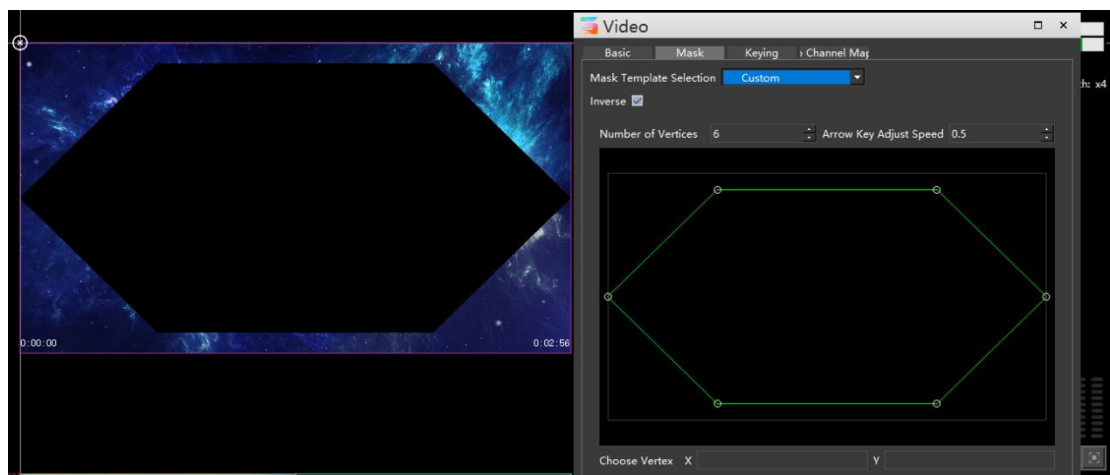 Video
Basic Mask Keying Channel Map
Mask Template Selection Custom
th: x4
Inverse
Number of Vertices 6 Arrow Key Adjust Speed 0.5
0:00:00 0:02:56
Choose Vertex X Y